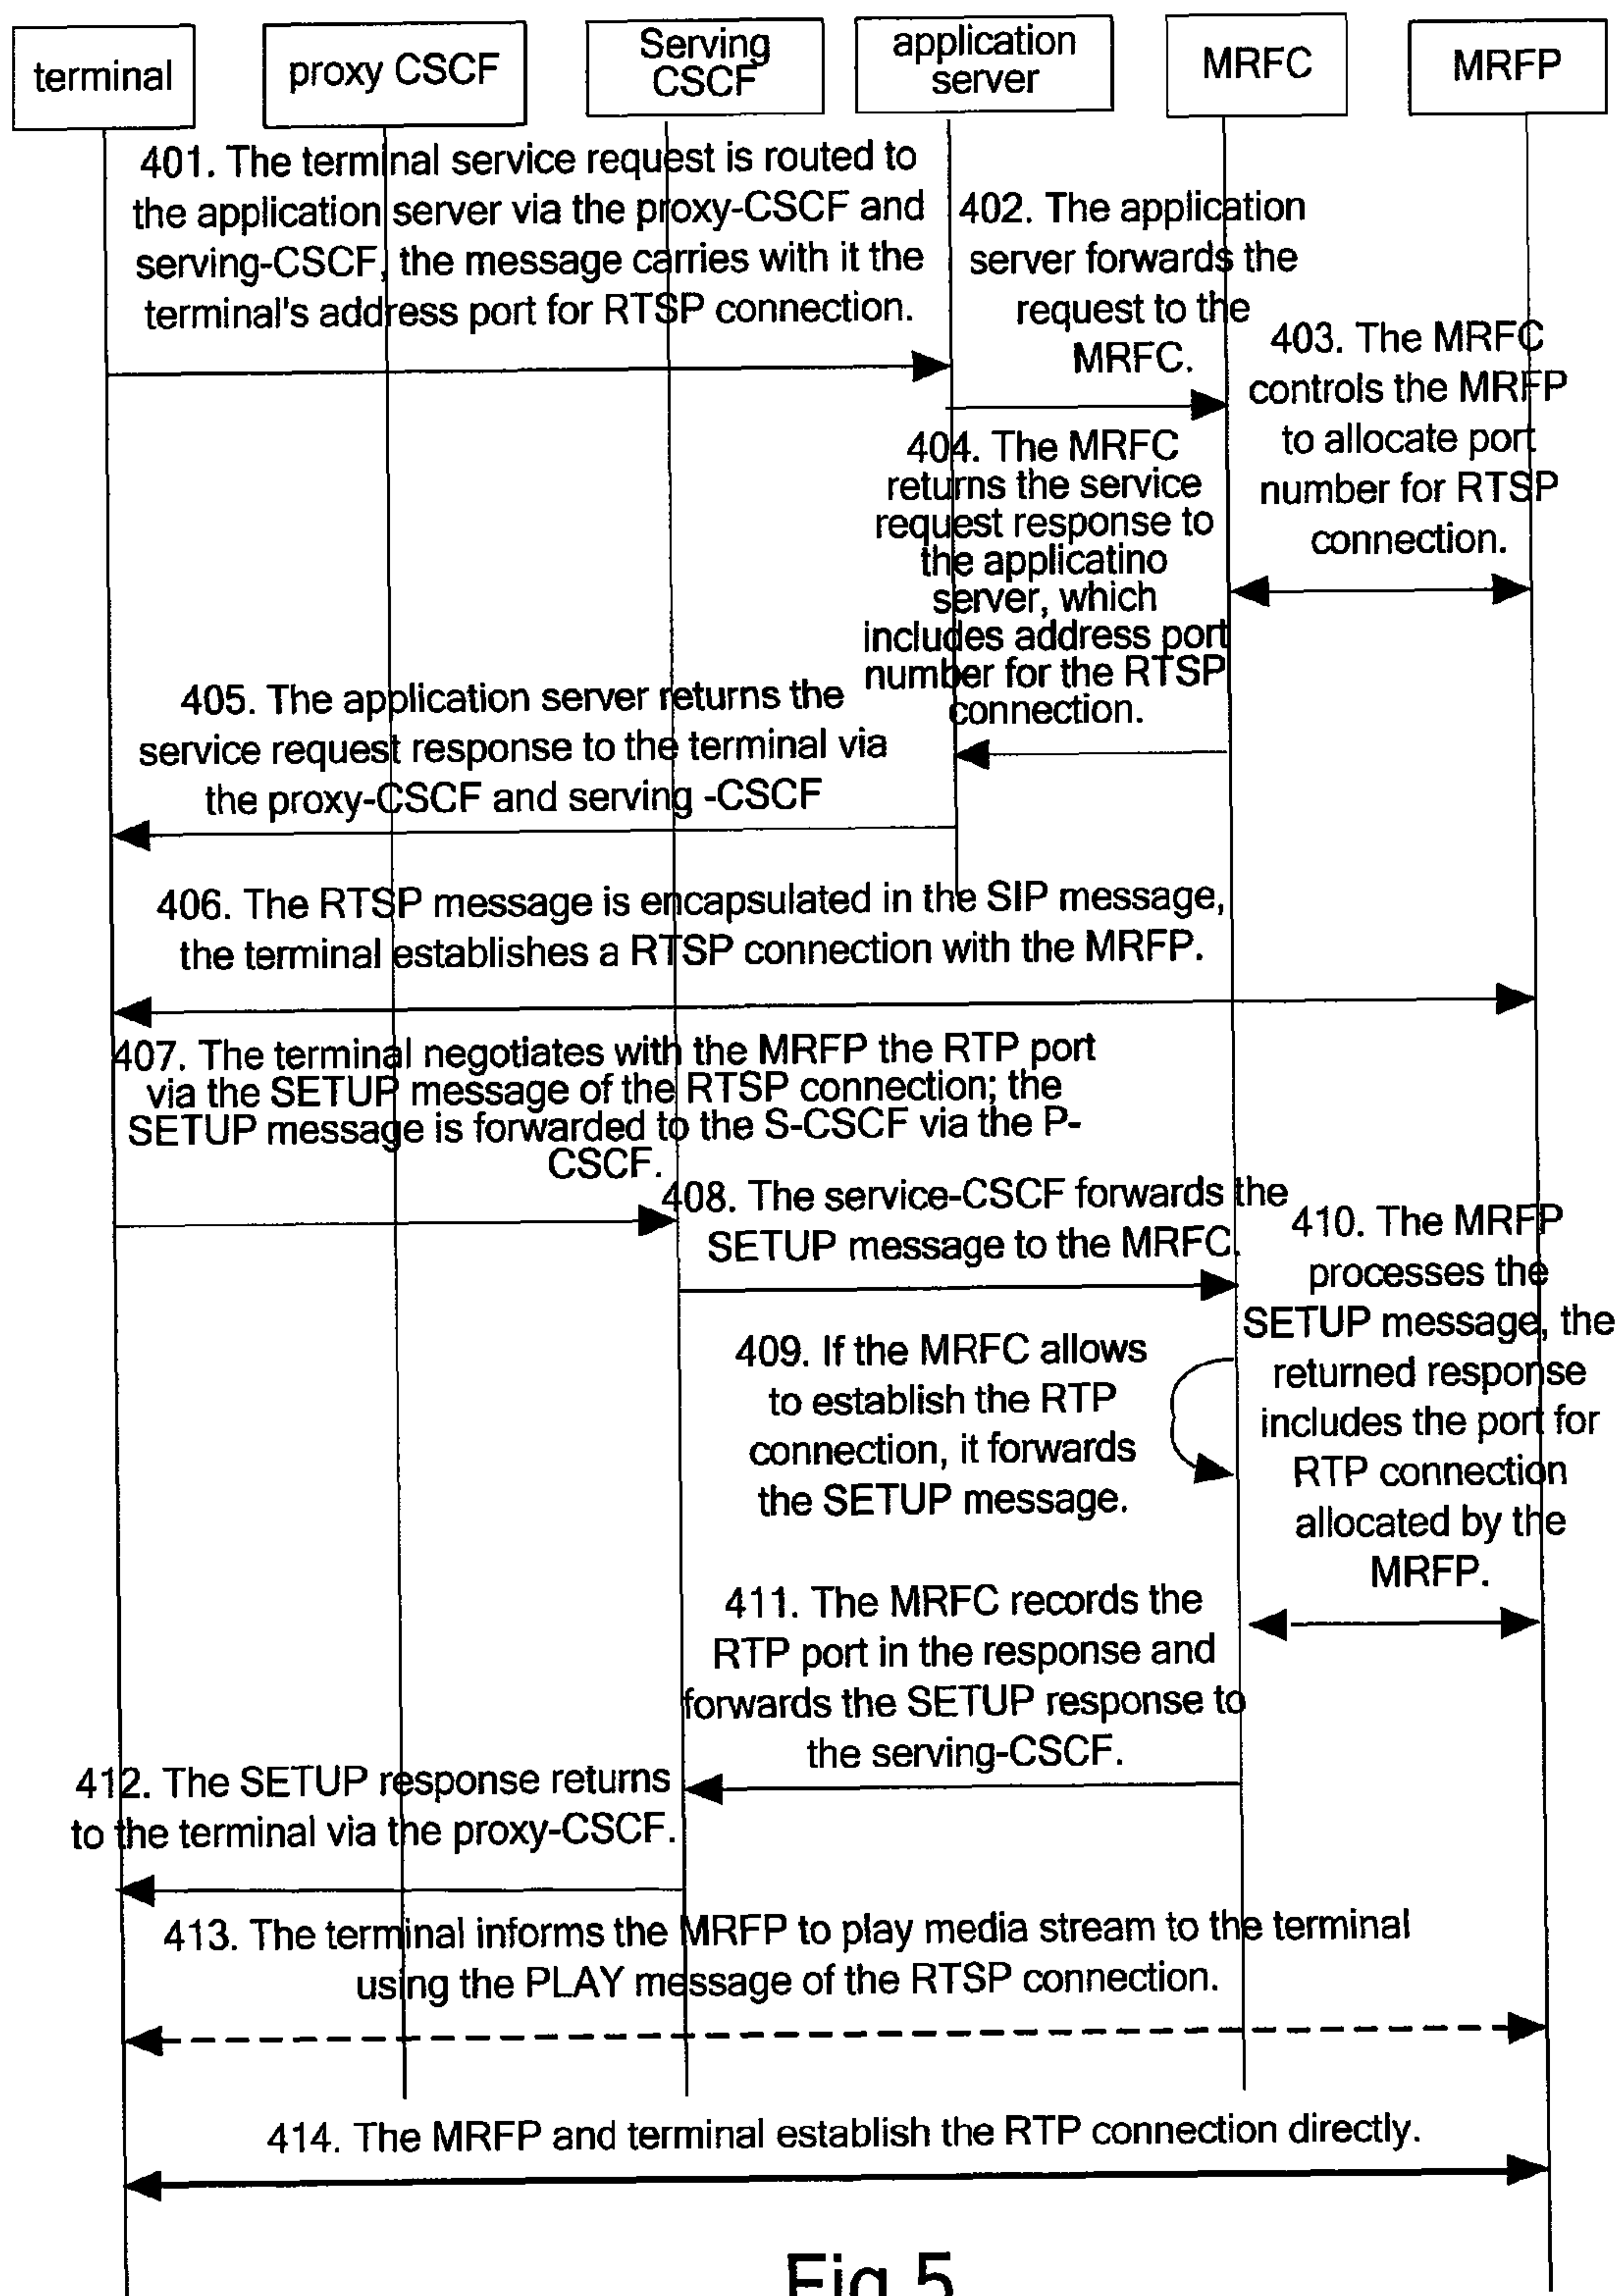 terminal
proxy CSCF
Serving
CSCF
application
server
MRFC
MRFP
401. The terminal service request is routed to
the application server via the proxy-CSCF and
serving-CSCF, the message carries with it the
terminal's address port for RTSP connection.
402. The application
server forwards the
request to the
MRFC.
403. The MRFC
controls the MRFP
to allocate port
number for RTSP
connection.
404. The MRFC
returns the service
request response to
the applicatino
server, which
includes address port
number for the RTSP
connection.
405. The application server returns the
service request response to the terminal via
the proxy-CSCF and serving -CSCF
406. The RTSP message is encapsulated in the SIP message,
the terminal establishes a RTSP connection with the MRFP.
407. The terminal negotiates with the MRFP the RTP port
via the SETUP message of the RTSP connection; the
SETUP message is forwarded to the S-CSCF via the P-
CSCF.
408. The service-CSCF forwards the
SETUP message to the MRFC.
409. If the MRFC allows
to establish the RTP
connection, it forwards
the SETUP message.
410. The MRFP
processes the
SETUP message, the
returned response
includes the port for
RTP connection
allocated by the
MRFP.
411. The MRFC records the
RTP port in the response and
forwards the SETUP response to
the serving-CSCF.
412. The SETUP response returns
to the terminal via the proxy-CSCF.
413. The terminal informs the MRFP to play media stream to the terminal
using the PLAY message of the RTSP connection.
414. The MRFP and terminal establish the RTP connection directly.
Fig 5